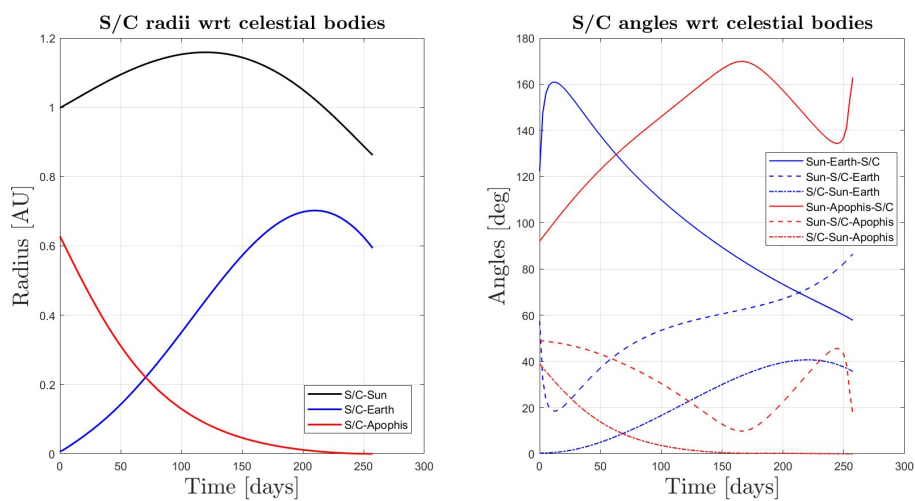 S/C radii wrt celestial bodies
1.2
1
0.8
0.6
0.4
0.2
0
Radius [AU]
S/C-Sun
S/C-Earth
S/C-Apophis
0 50 100 150 200 250 300
Time [days]
S/C angles wrt celestial bodies
180
160
140
120
100
80
60
40
20
0
Angles [deg]
Sun-Earth-S/C
Sun-S/C-Earth
S/C-Sun-Earth
Sun-Apophis-S/C
Sun-S/C-Apophis
S/C-Sun-Apophis
0 50 100 150 200 250 300
Time [days]